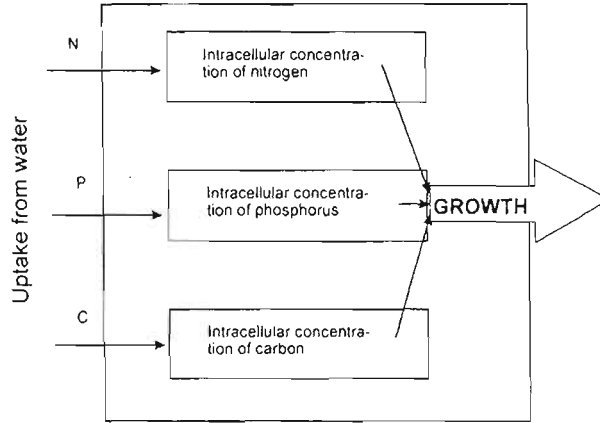 N
Intracellular concentra-
tion of nitrogen
Uptake from water
P
Intracellular concentra-
tion of phosphorus
GROWTH
C
Intracellular concentra-
tion of carbon